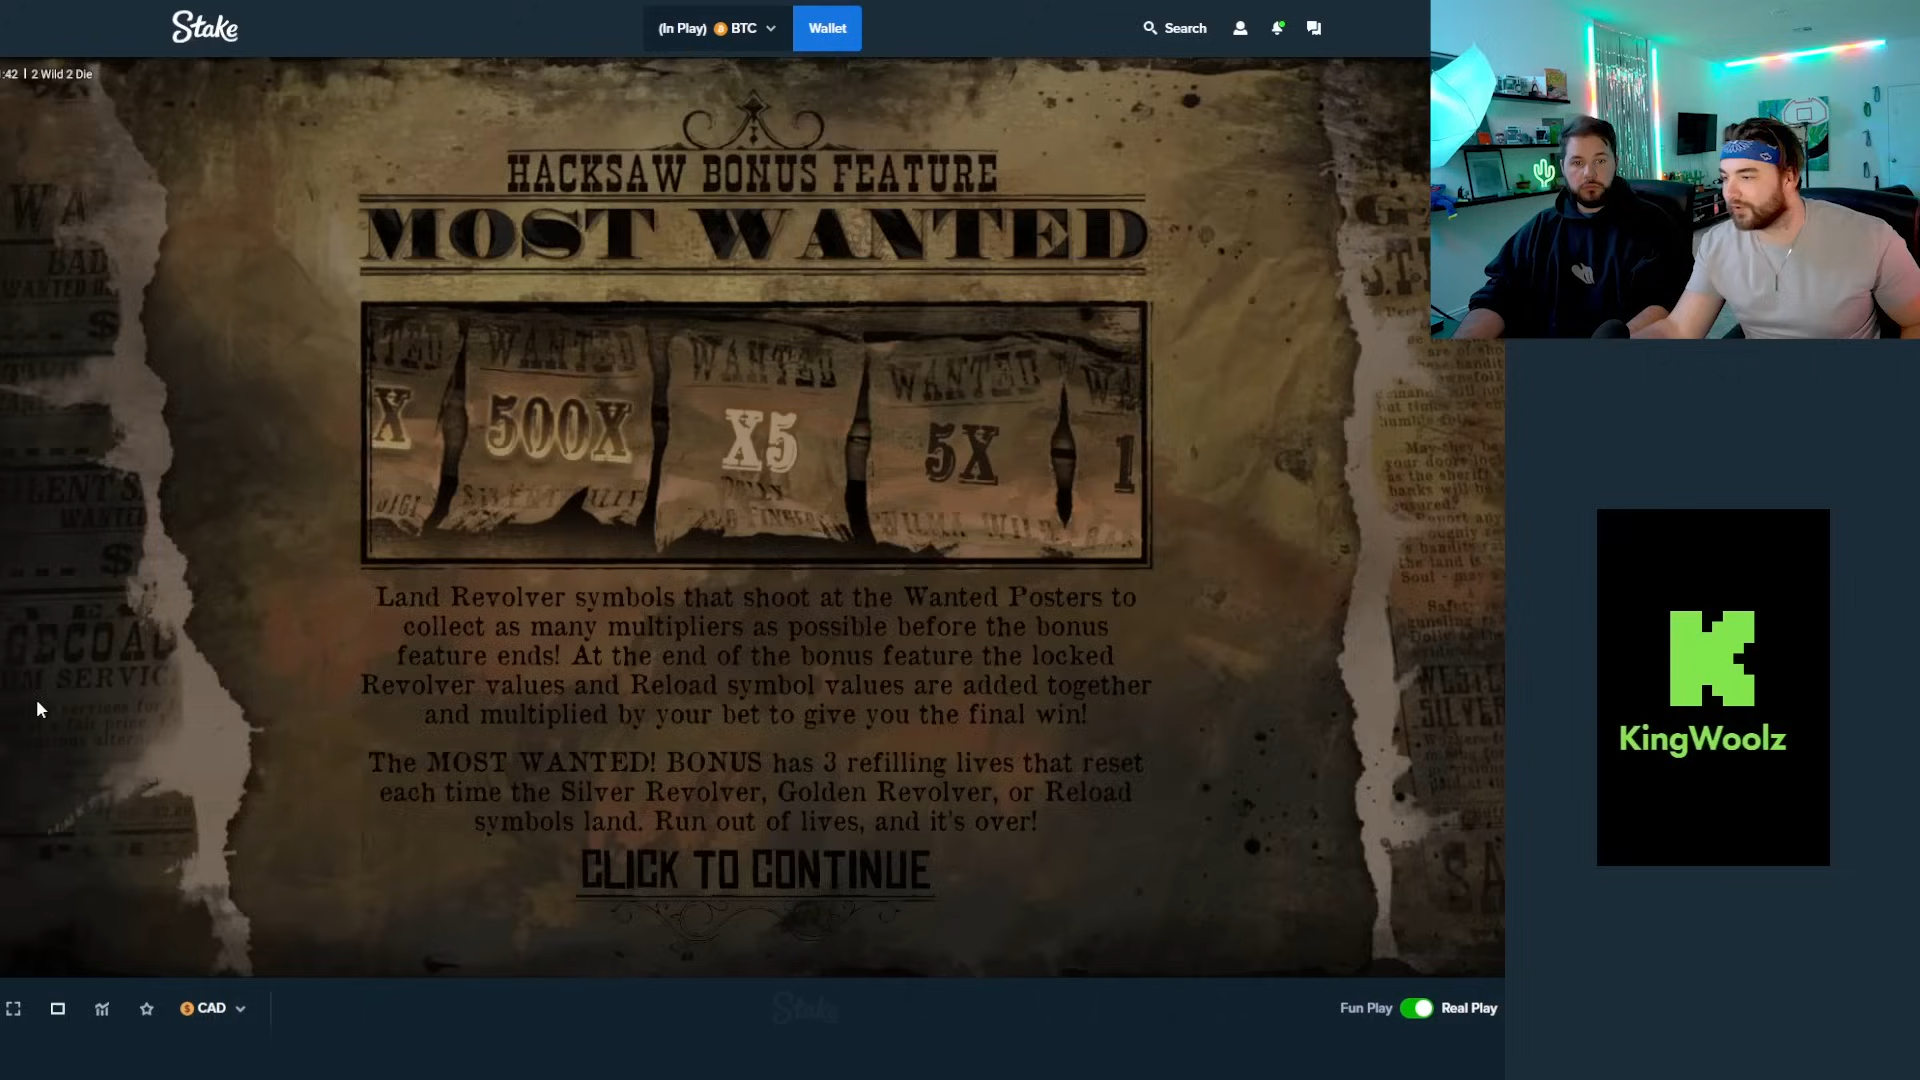 Stake
(In Play) BTC
Wallet
Search
:42 | 2 Wild 2 Die
HACKSAW BONUS FEATURE
MOST WANTED
WANTED
WANTED
WANTED
X
500X
X5
5X
1
Land Revolver symbols that shoot at the Wanted Posters to
collect as many multipliers as possible before the bonus
feature ends! At the end of the bonus feature the locked
Revolver values and Reload symbol values are added together
and multiplied by your bet to give you the final win!
The MOST WANTED! BONUS has 3 refilling lives that reset
each time the Silver Revolver, Golden Revolver, or Reload
symbols land. Run out of lives, and it's over!
CLICK TO CONTINUE
CAD
Stake
Fun Play
Real Play
K
KingWoolz